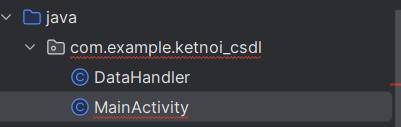 java
com.example.ketnoi_csdl
DataHandler
MainActivity